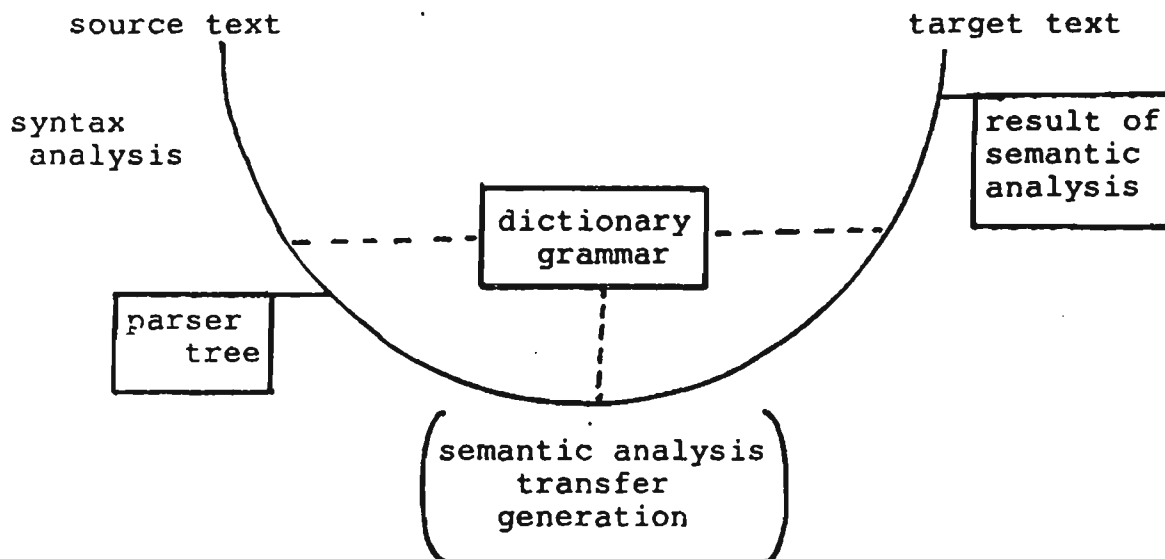 source text
target text
syntax
analysis
result of
semantic
analysis
dictionary
grammar
parser
tree
semantic analysis
transfer
generation